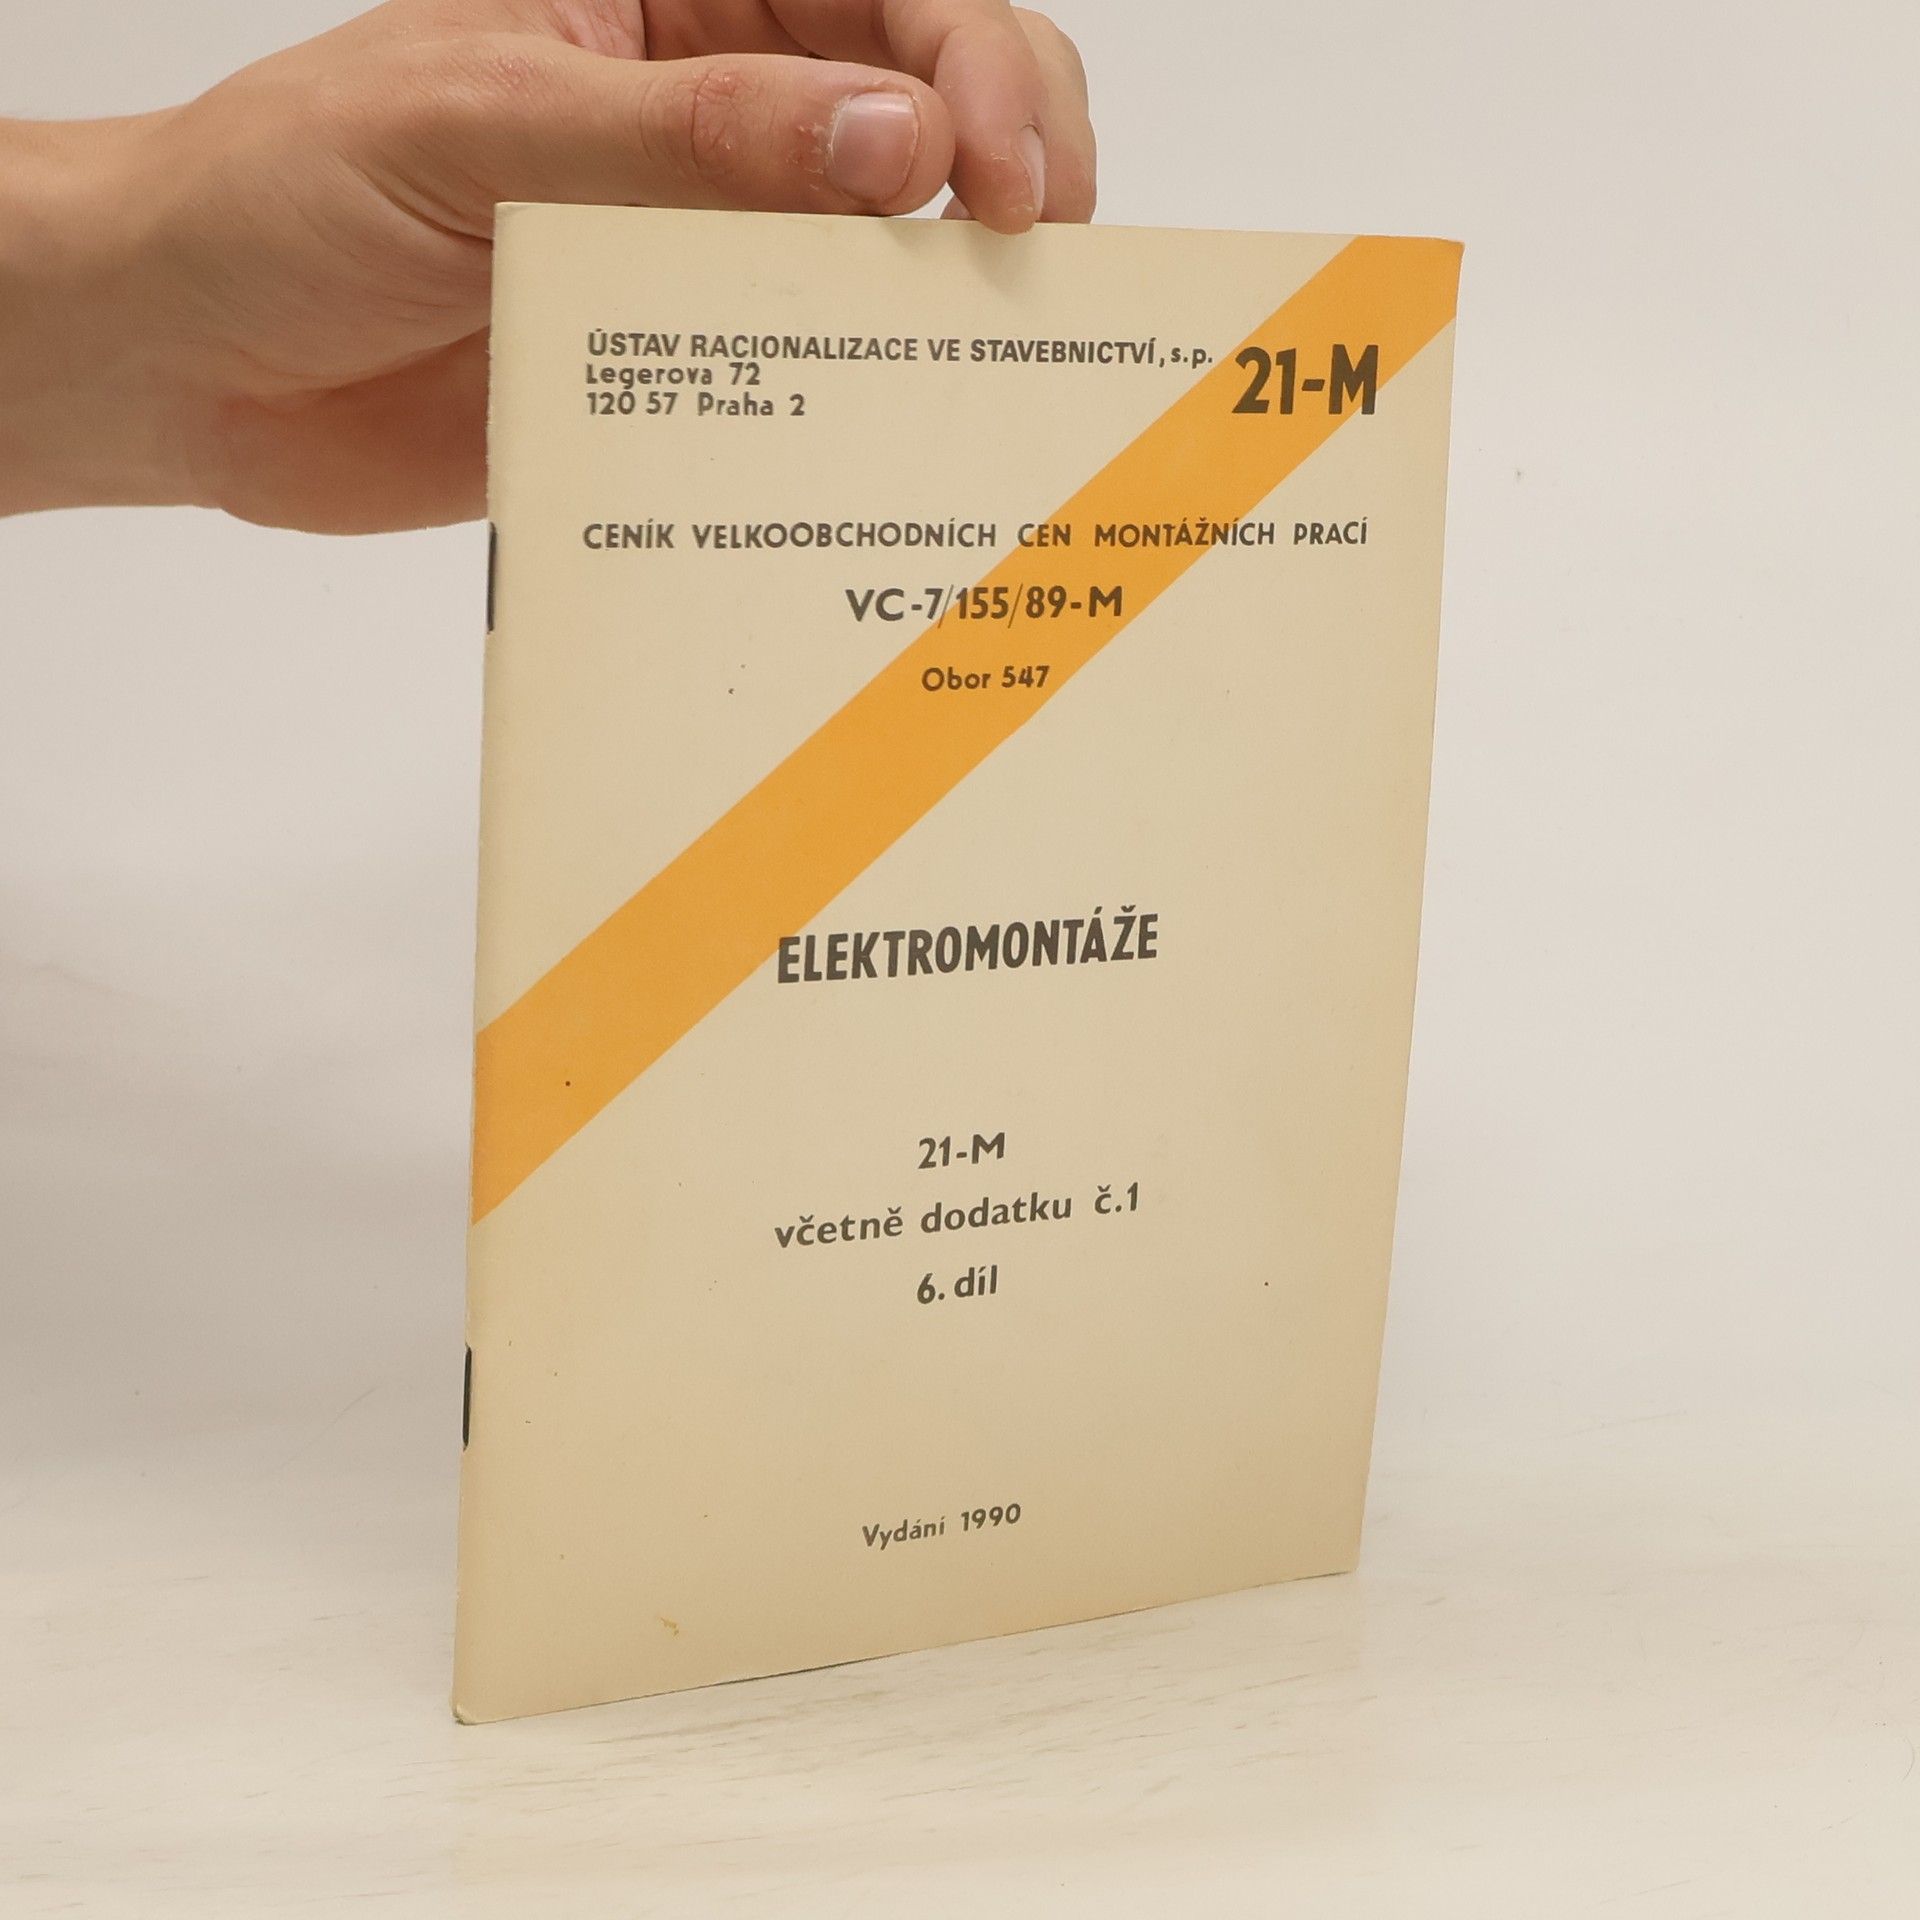 ÚSTAV RACIONALIZACE VE STAVEBNICTVÍ, s.p.
Legerova 72
120 57 Praha 2
21-M
CENÍK VELKOOBCHODNÍCH CEN MONTÁŽNÍCH PRACÍ
VC-7/155/89-M
Obor 547
ELEKTROMONTÁŽE
21-M
včetně dodatku č.1
6. díl
Vydání 1990